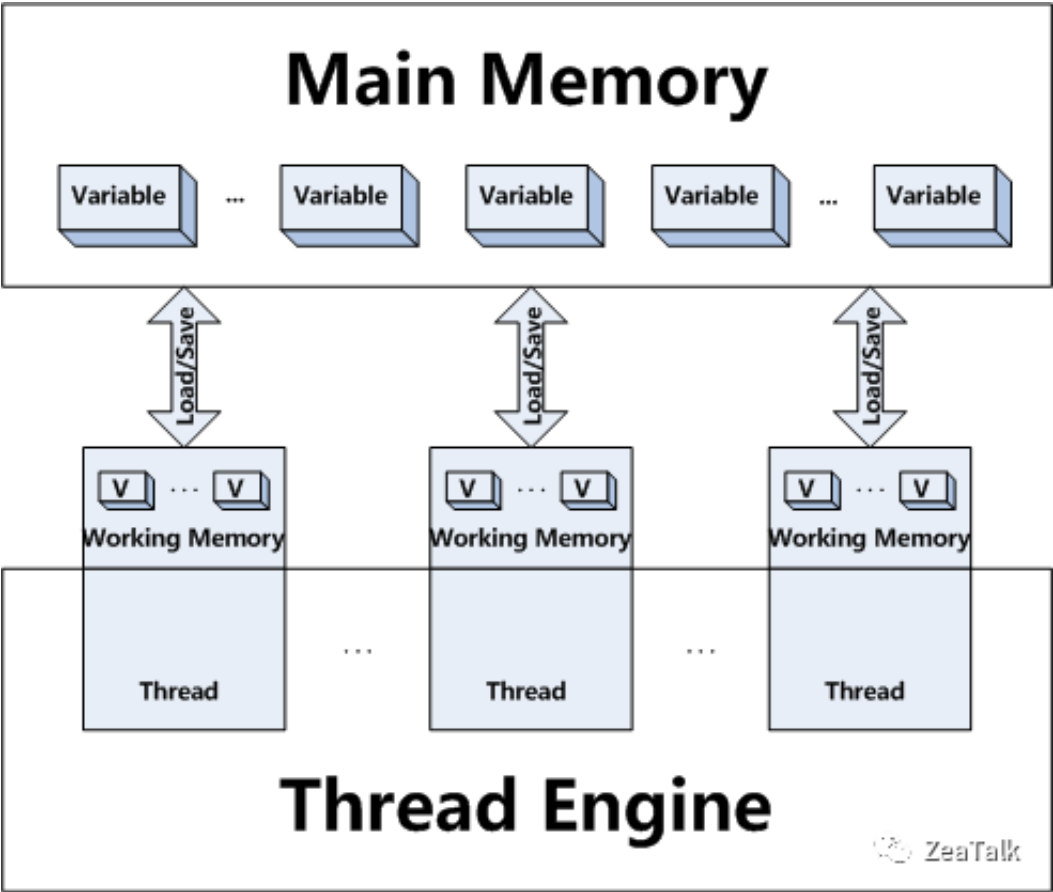 Main Memory
Variable ... Variable Variable Variable ... Variable
Load/Save Load/Save Load/Save
V ... V V ... V V ... V
Working Memory Working Memory Working Memory
... ...
Thread Thread Thread
Thread Engine
ZeaTalk